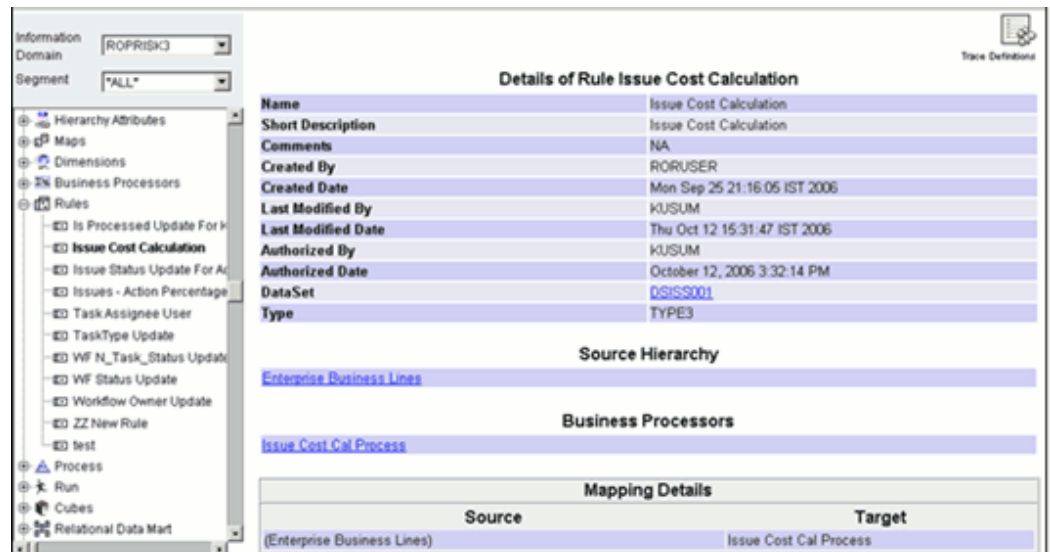 Information Domain
ROPRISK3
Segment
"ALL"
Hierarchy Attributes
Maps
Dimensions
Business Processors
Rules
Is Processed Update For
Issue Cost Calculation
Issue Status Update For
Issues - Action Percentage
Task Assignee User
TaskType Update
WF N_Task_Status Update
WF Status Update
Workflow Owner Update
ZZ New Rule
test
Process
Run
Cubes
Relational Data Mart
Trace Definitions
Details of Rule Issue Cost Calculation
Name Issue Cost Calculation
Short Description Issue Cost Calculation
Comments NA
Created By RORUSER
Created Date Mon Sep 25 21:16:05 IST 2006
Last Modified By KUSUM
Last Modified Date Thu Oct 12 15:31:47 IST 2006
Authorized By KUSUM
Authorized Date October 12, 2006 3:32:14 PM
DataSet DSISS001
Type TYPE3
Source Hierarchy
Enterprise Business Lines
Business Processors
Issue Cost Cal Process
Mapping Details
Source Target
(Enterprise Business Lines) Issue Cost Cal Process